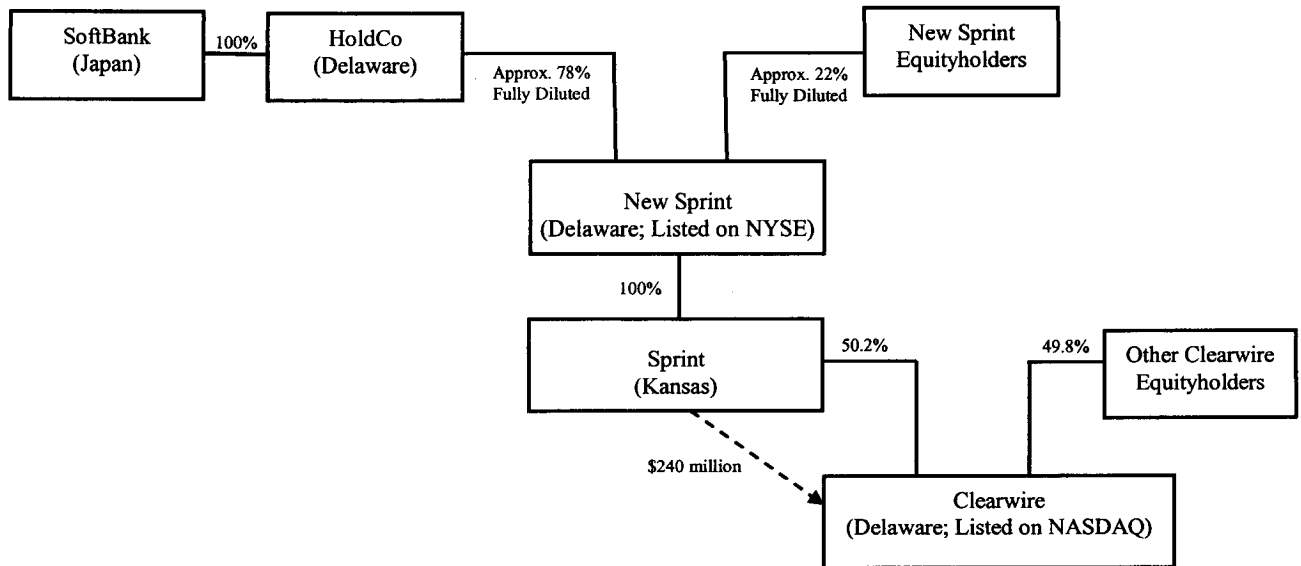 SoftBank
(Japan)
100%
HoldCo
(Delaware)
Approx. 78%
Fully Diluted
Approx. 22%
Fully Diluted
New Sprint
Equityholders
New Sprint
(Delaware; Listed on NYSE)
100%
Sprint
(Kansas)
50.2%
49.8%
Other Clearwire
Equityholders
$240 million
Clearwire
(Delaware; Listed on NASDAQ)